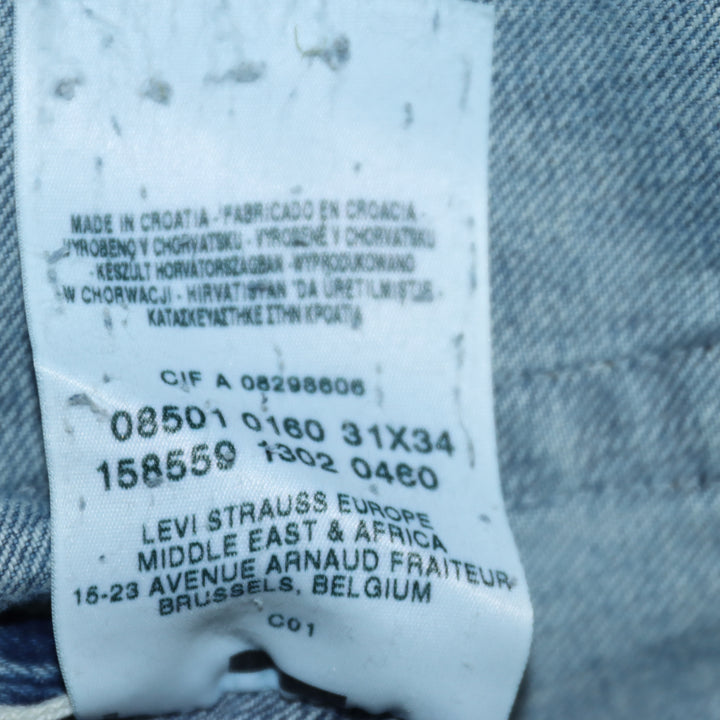 MADE IN CROATIA - FABRICADO EN CROACIA
VYROBENO V CHORVATSKU - VYROBENÉ V CHORVATSKU
- KÉSZÜLT HORVÁTORSZÁGBAN - WYPRODUKOWANO
W CHORWACJI - HIRVATISTAN 'DA ÜRETILMISTIR -
ΚΑΤΑΣΚΕΥΑΣΤΗΚΕ ΣΤΗΝ ΚΡΟΑΤΙΑ
CIF A 08298606
08501 0160 31X34
158559 1302 0460
LEVI STRAUSS EUROPE
MIDDLE EAST & AFRICA
15-23 AVENUE ARNAUD FRAITEUR
BRUSSELS, BELGIUM
C01